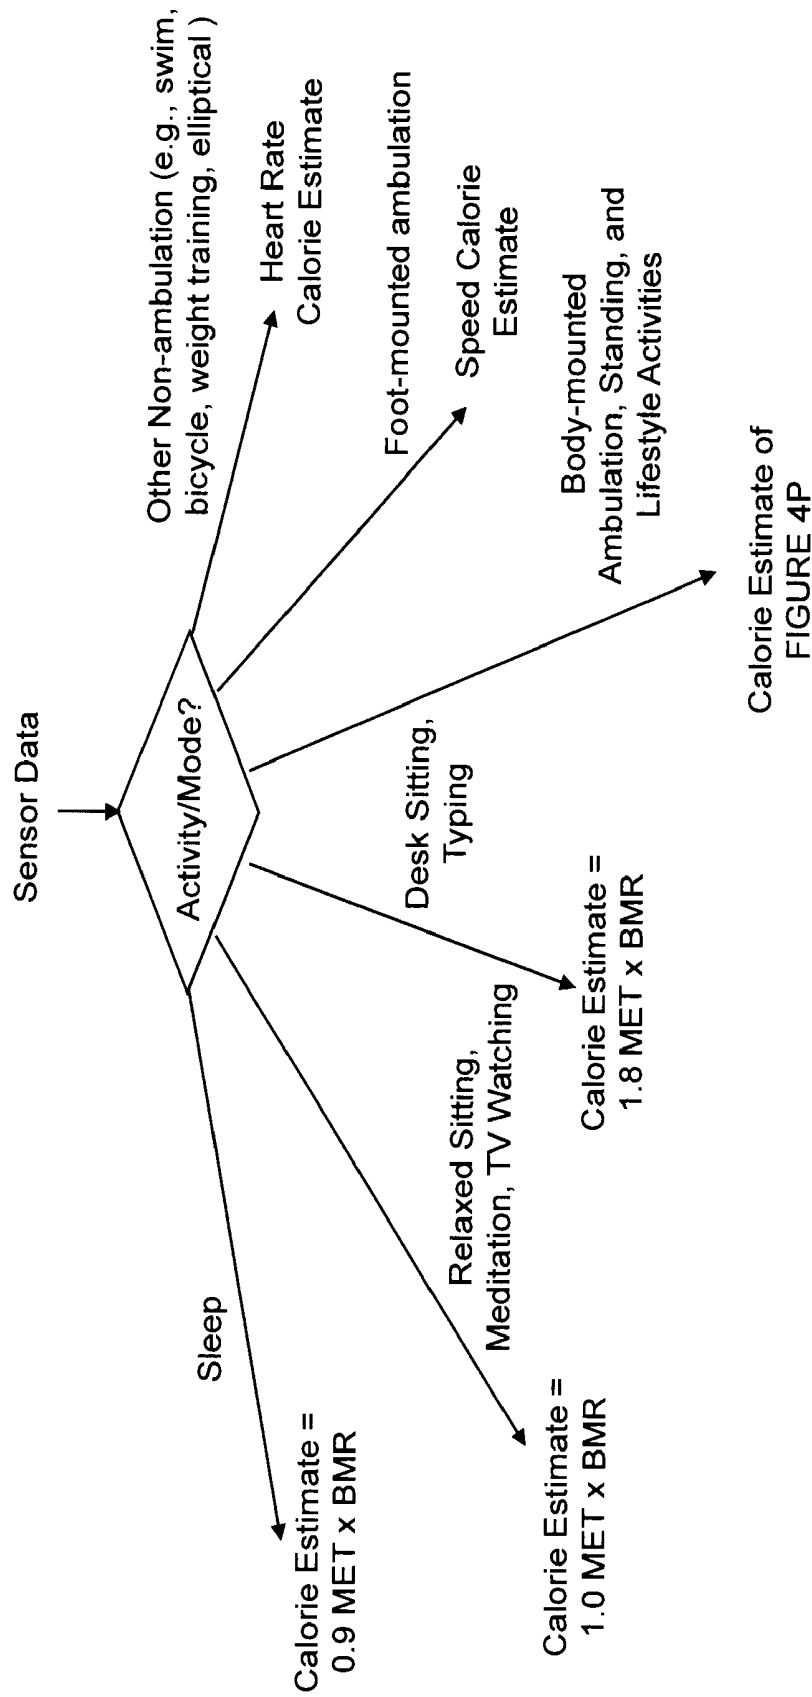 Sensor Data
Activity/Mode?
Sleep
Calorie Estimate =
0.9 MET x BMR
Relaxed Sitting,
Meditation, TV Watching
Calorie Estimate =
1.0 MET x BMR
Desk Sitting,
Typing
Calorie Estimate =
1.8 MET x BMR
Body-mounted
Ambulation, Standing, and
Lifestyle Activities
Calorie Estimate of
FIGURE 4P
Foot-mounted ambulation
Speed Calorie
Estimate
Other Non-ambulation (e.g., swim,
bicycle, weight training, elliptical )
Heart Rate
Calorie Estimate